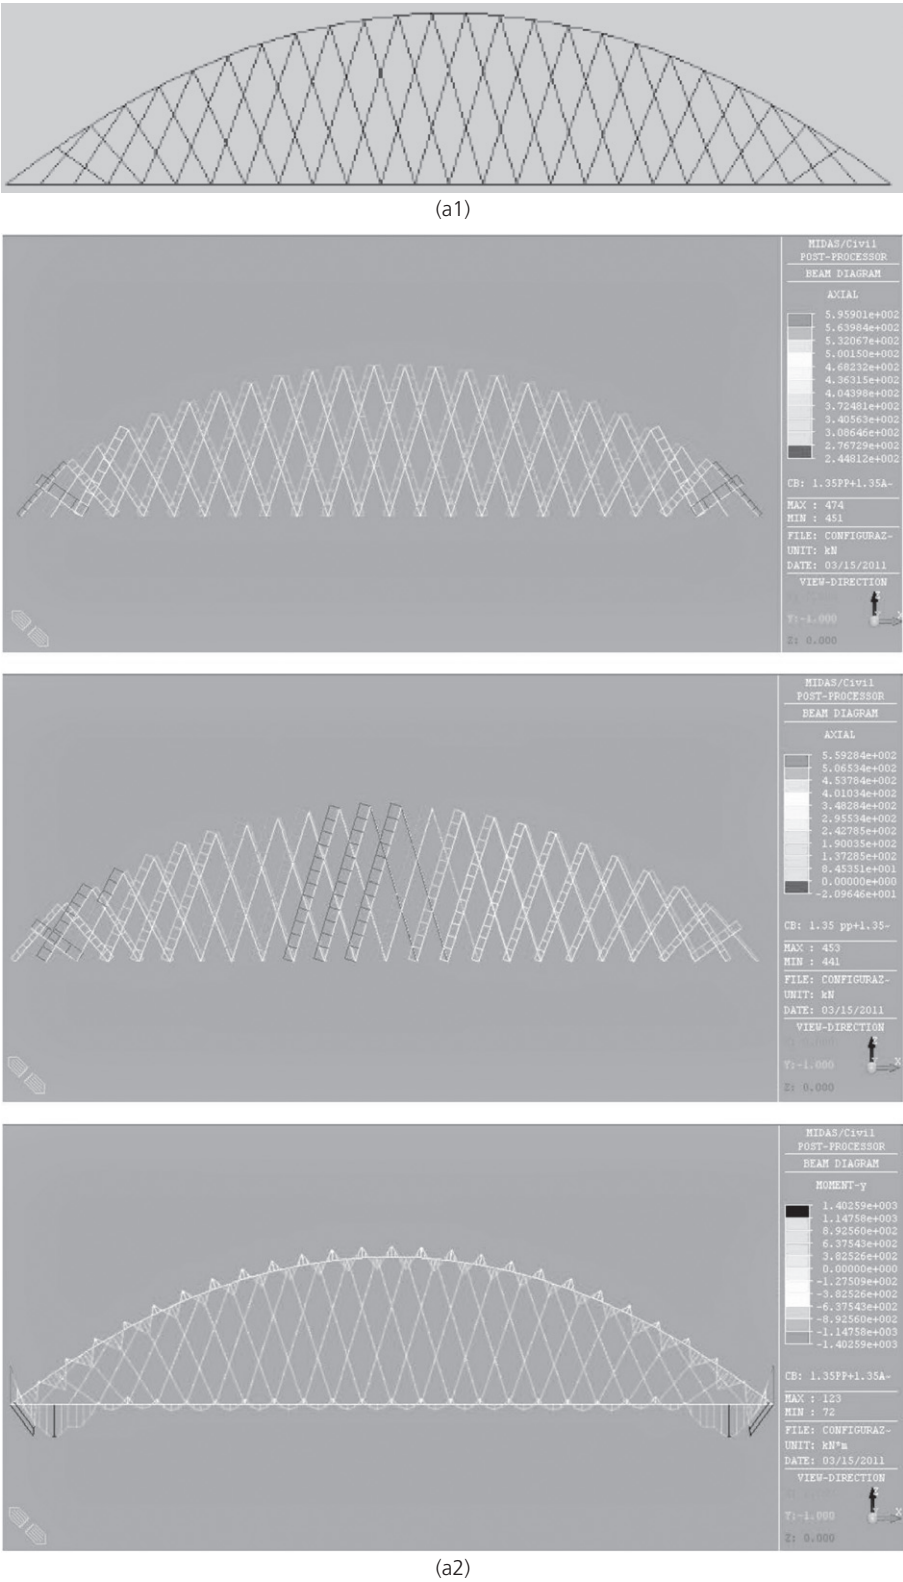 (a1)
MIDAS/Civil
POST-PROCESSOR
BEAM DIAGRAM
AXIAL
5.95901e+002
5.63984e+002
5.32067e+002
5.00150e+002
4.68232e+002
4.36315e+002
4.04398e+002
3.72481e+002
3.40563e+002
3.08646e+002
2.76729e+002
2.44812e+002
CB: 1.35PP+1.35A~
MAX : 474
MIN : 451
FILE: CONFIGURAZ~
UNIT: kN
DATE: 03/15/2011
VIEW-DIRECTION
Y:-1.000
Z: 0.000
MIDAS/Civil
POST-PROCESSOR
BEAM DIAGRAM
AXIAL
5.59284e+002
5.06534e+002
4.53784e+002
4.01034e+002
3.48284e+002
2.95534e+002
2.42785e+002
1.90035e+002
1.37285e+002
8.45351e+001
0.00000e+000
-2.09646e+001
CB: 1.35 pp+1.35~
MAX : 453
MIN : 441
FILE: CONFIGURAZ~
UNIT: kN
DATE: 03/15/2011
VIEW-DIRECTION
Y:-1.000
Z: 0.000
MIDAS/Civil
POST-PROCESSOR
BEAM DIAGRAM
MOMENT-y
1.40259e+003
1.14758e+003
8.92560e+002
6.37543e+002
3.82526e+002
0.00000e+000
-1.27509e+002
-3.82526e+002
-6.37543e+002
-8.92560e+002
-1.14758e+003
-1.40259e+003
CB: 1.35PP+1.35A~
MAX : 123
MIN : 72
FILE: CONFIGURAZ~
UNIT: kN*m
DATE: 03/15/2011
VIEW-DIRECTION
Y:-1.000
Z: 0.000
(a2)